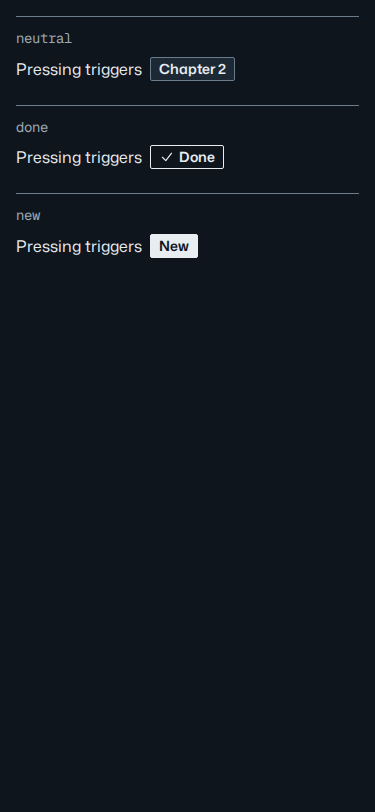 neutral
Pressing triggers Chapter 2
done
Pressing triggers Done
new
Pressing triggers New